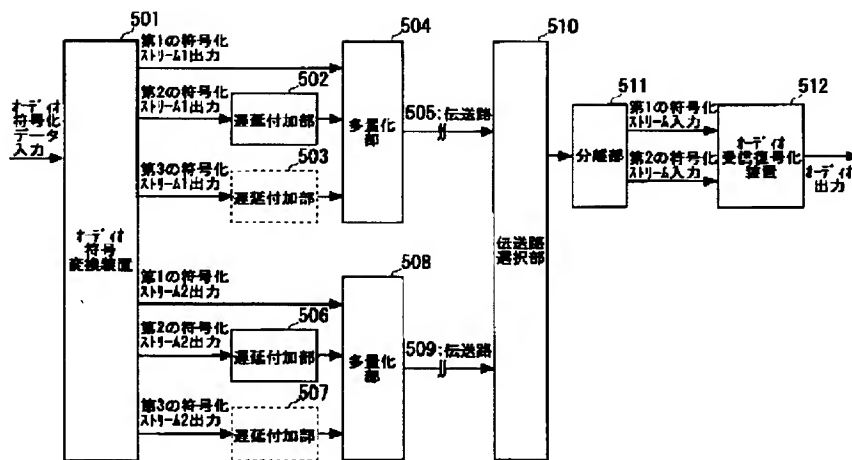 501
オーディオ
符号化
データ
入力
オーディオ
符号
変換装置
第1の符号化
ストリーム1出力
第2の符号化
ストリーム1出力
502
遅延付加部
第3の符号化
ストリーム1出力
503
遅延付加部
504
多重化
部
505:伝送路
第1の符号化
ストリーム2出力
第2の符号化
ストリーム2出力
506
遅延付加部
第3の符号化
ストリーム2出力
507
遅延付加部
508
多重化
部
509:伝送路
510
伝送路
選択部
511
分離部
第1の符号化
ストリーム入力
第2の符号化
ストリーム入力
512
オーディオ
受信復号化
装置
オーディオ
出力